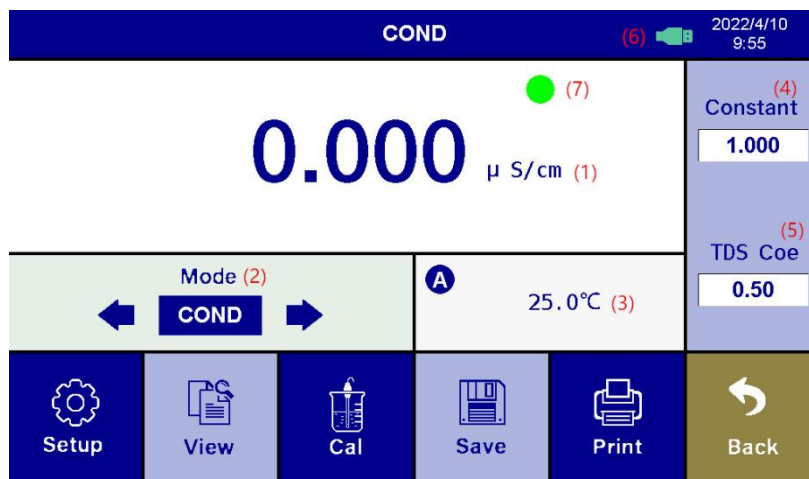 COND
(6)
2022/4/10
9:55
(7)
0.000 μ S/cm (1)
(4)
Constant
1.000
(5)
TDS Coe
0.50
Mode (2)
COND
A
25.0℃ (3)
Setup
View
Cal
Save
Print
Back